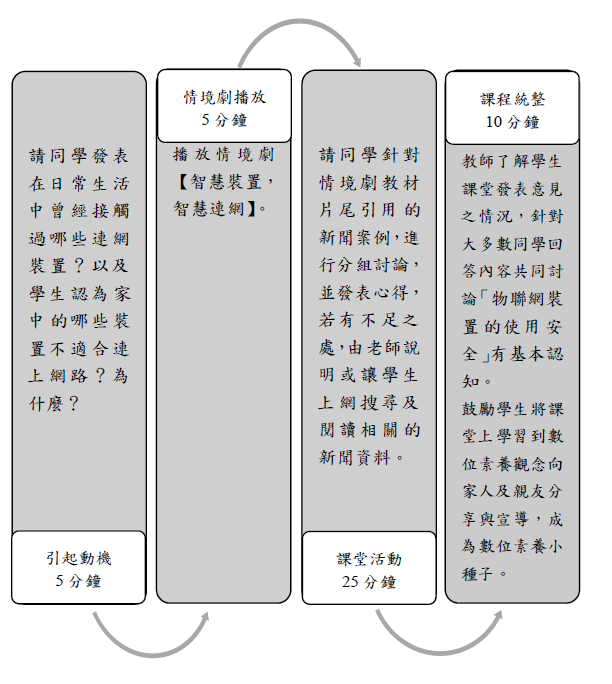 請同學發表
在日常生活
中曾經接觸
過哪些連網
裝置？以及
學生認為家
中的哪些裝
置不適合連
上網路？為
什麼？
引起動機
5分鐘
情境劇播放
5分鐘
播放情境劇
【智慧裝置，
智慧連網】。
請同學針對
情境劇教材
片尾引用的
新聞案例，進
行分組討論，
並發表心得，
若有不足之
處，由老師說
明或讓學生
上網搜尋及
閱讀相關的
新聞資料。
課堂活動
25分鐘
課程統整
10分鐘
教師了解學生
課堂發表意見
之情況，針對
大多數同學回
答內容共同討
論「物聯網裝
置的使用安
全」有基本認
知。
鼓勵學生將課
堂上學習到數
位素養觀念向
家人及親友分
享與宣導，成
為數位素養小
種子。